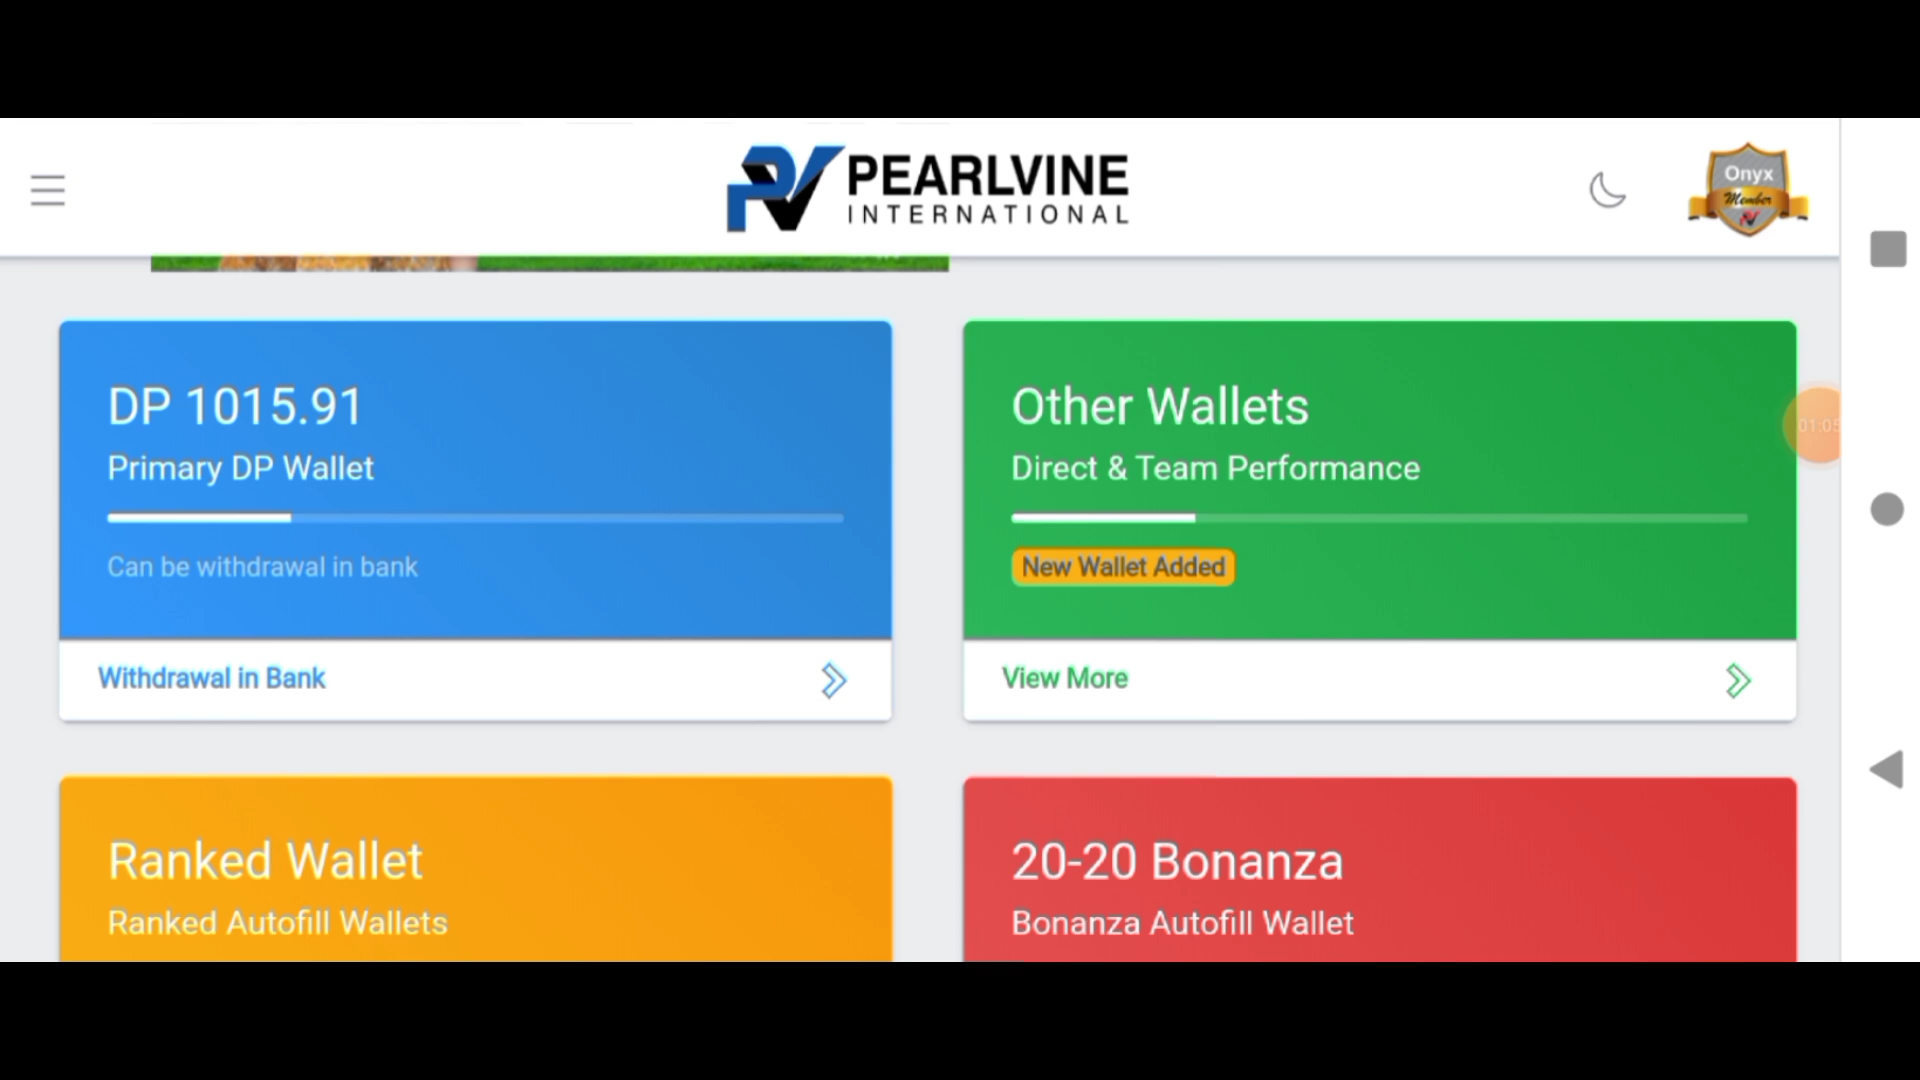 PEARLVINE
INTERNATIONAL
Onyx
Member
DP 1015.91
Primary DP Wallet
Can be withdrawal in bank
Withdrawal in Bank
Other Wallets
Direct & Team Performance
New Wallet Added
View More
01:05
Ranked Wallet
Ranked Autofill Wallets
20-20 Bonanza
Bonanza Autofill Wallet